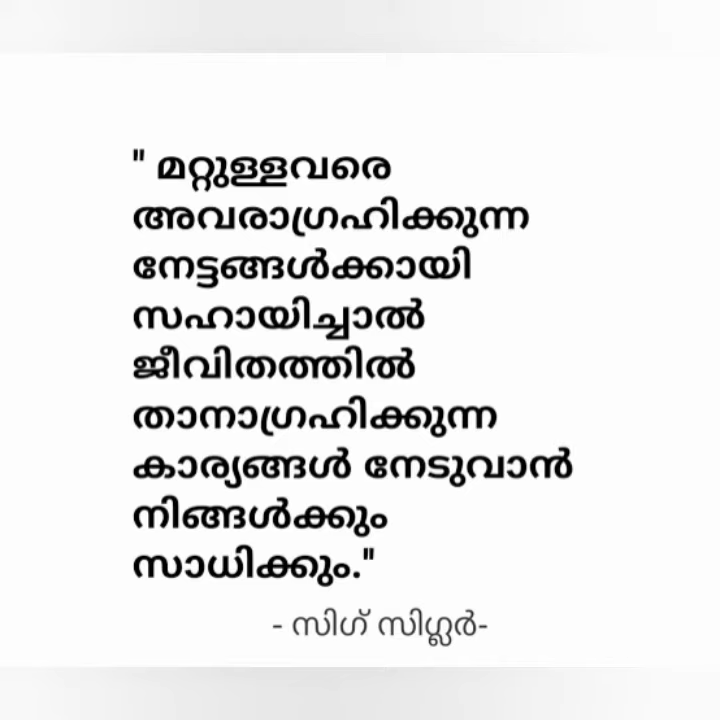 " മറ്റുള്ളവരെ
അവരാഗ്രഹിക്കുന്ന
നേട്ടങ്ങൾക്കായി
സഹായിച്ചാൽ
ജീവിതത്തിൽ
താനാഗ്രഹിക്കുന്ന
കാര്യങ്ങൾ നേടുവാൻ
നിങ്ങൾക്കും
സാധിക്കും."
- സിഗ് സിഗ്ലർ-